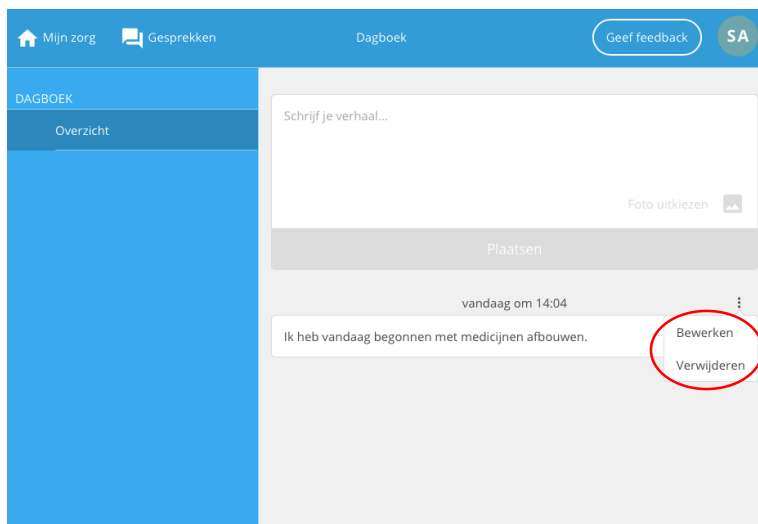 Mijn zorg Gesprekken Dagboek Geef feedback SA
DAGBOEK
Overzicht
Schrijf je verhaal...
Foto uitkiezen
Plaatsen
vandaag om 14:04
Ik heb vandaag begonnen met medicijnen afbouwen.
Bewerken
Verwijderen